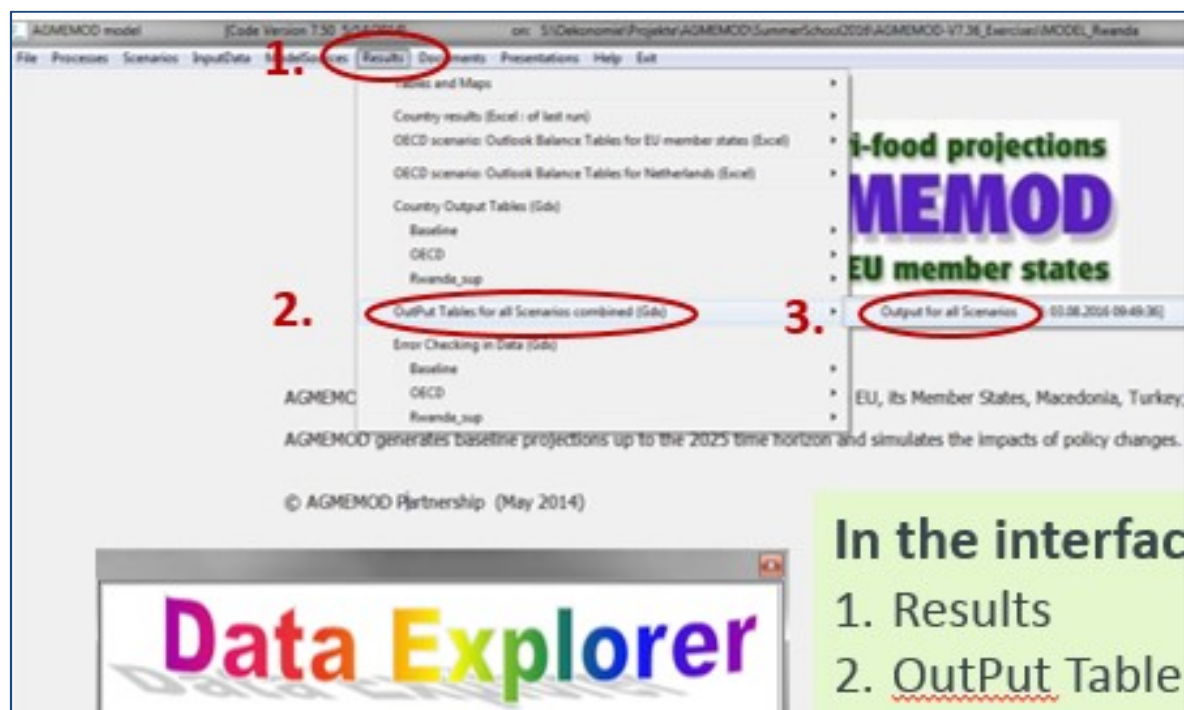 AGMEMOD model [Code Version 7.50 5/14/2014] on: S:\Oekonomie\Projekte\AGMEMOD\SummerSchool2016\AGMEMOD-V7.36_Exercises\MODEL_Rwanda
File Processes Scenarios InputData ModelSources Results Documents Presentations Help Exit
1.
Tables and Maps
Country results (Excel : of last run)
OECD scenario: Outlook Balance Tables for EU member states (Excel)
OECD scenario: Outlook Balance Tables for Netherlands (Excel)
Country Output Tables (Gdx)
Baseline
OECD
Rwanda_sup
2. OutPut Tables for all Scenarios combined (Gdx) 3. Output for all Scenarios 03.08.2016 09:49:36]
Error Checking in Data (Gdx)
Baseline
OECD
Rwanda_sup
i-food projections
MEMOD
EU member states
AGMEMO EU, its Member States, Macedonia, Turkey,
AGMEMOD generates baseline projections up to the 2025 time horizon and simulates the impacts of policy changes.
© AGMEMOD Partnership (May 2014)
Data Explorer
In the interfac
1. Results
2. OutPut Table